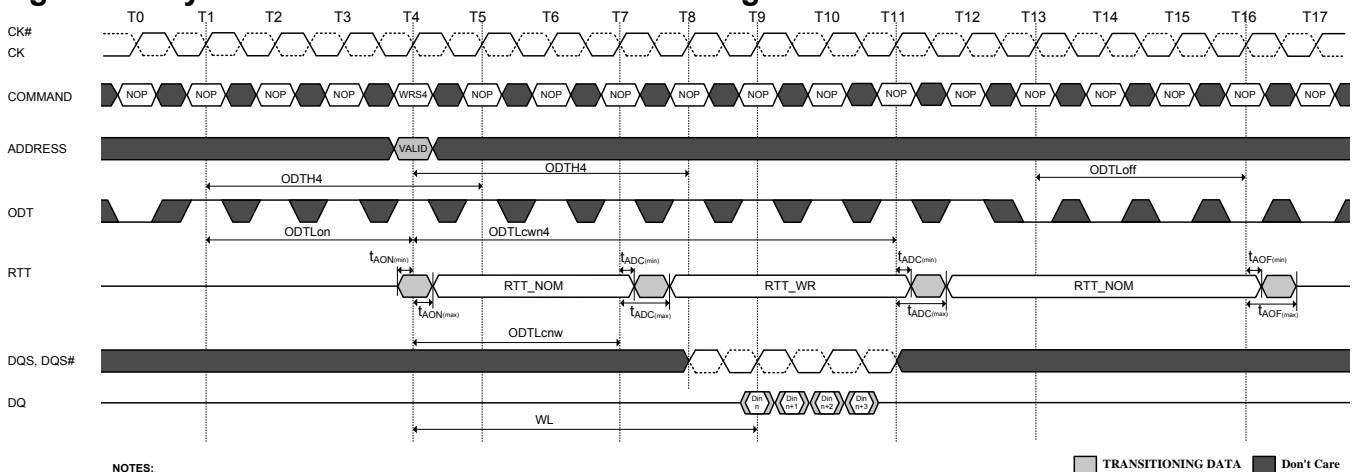 T0 T1 T2 T3 T4 T5 T6 T7 T8 T9 T10 T11 T12 T13 T14 T15 T16 T17
CK#
CK
COMMAND NOP NOP NOP NOP WRS4 NOP NOP NOP NOP NOP NOP NOP NOP NOP NOP NOP NOP NOP
ADDRESS VALID
ODTH4 ODTH4 ODTLoff
ODT
ODTLon ODTLcwn4
tAON(min) tADC(min) tADC(min) tAOF(min)
RTT RTT_NOM RTT_WR RTT_NOM
tAON(max) tADC(max) tADC(max) tAOF(max)
ODTLcnw
DQS, DQS#
DQ Din n Din n+1 Din n+2 Din n+3
WL
NOTES: TRANSITIONING DATA Don't Care